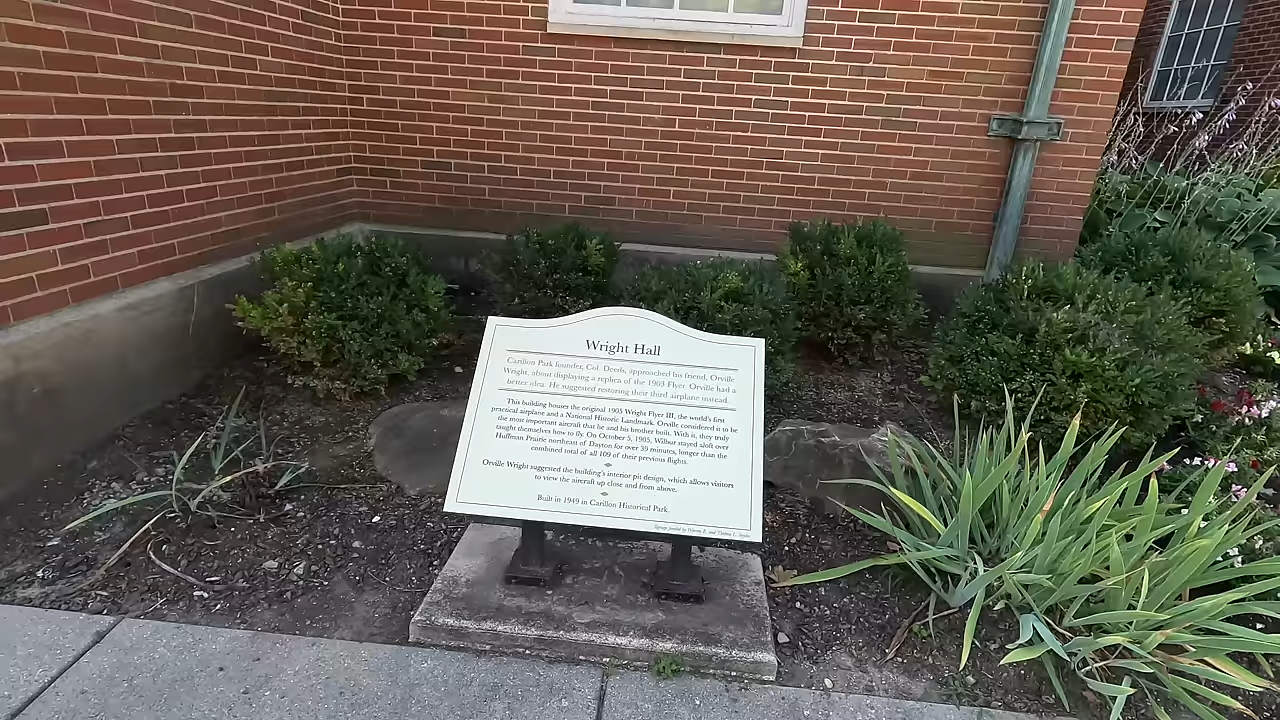 Wright Hall
Carillon Park founder, Col. Deeds, approached his friend, Orville
Wright, about displaying a replica of the 1903 Flyer. Orville had a
better idea. He suggested restoring their third airplane instead.
This building houses the original 1905 Wright Flyer III, the world's first
practical airplane and a National Historic Landmark. Orville considered it to be
the most important aircraft that he and his brother built. With it, they truly
taught themselves how to fly. On October 5, 1905, Wilbur stayed aloft over
Huffman Prairie northeast of Dayton for over 39 minutes, longer than the
combined total of all 109 of their previous flights.
Orville Wright suggested the building's interior pit design, which allows visitors
to view the aircraft up close and from above.
Built in 1949 in Carillon Historical Park.
Signage funded by